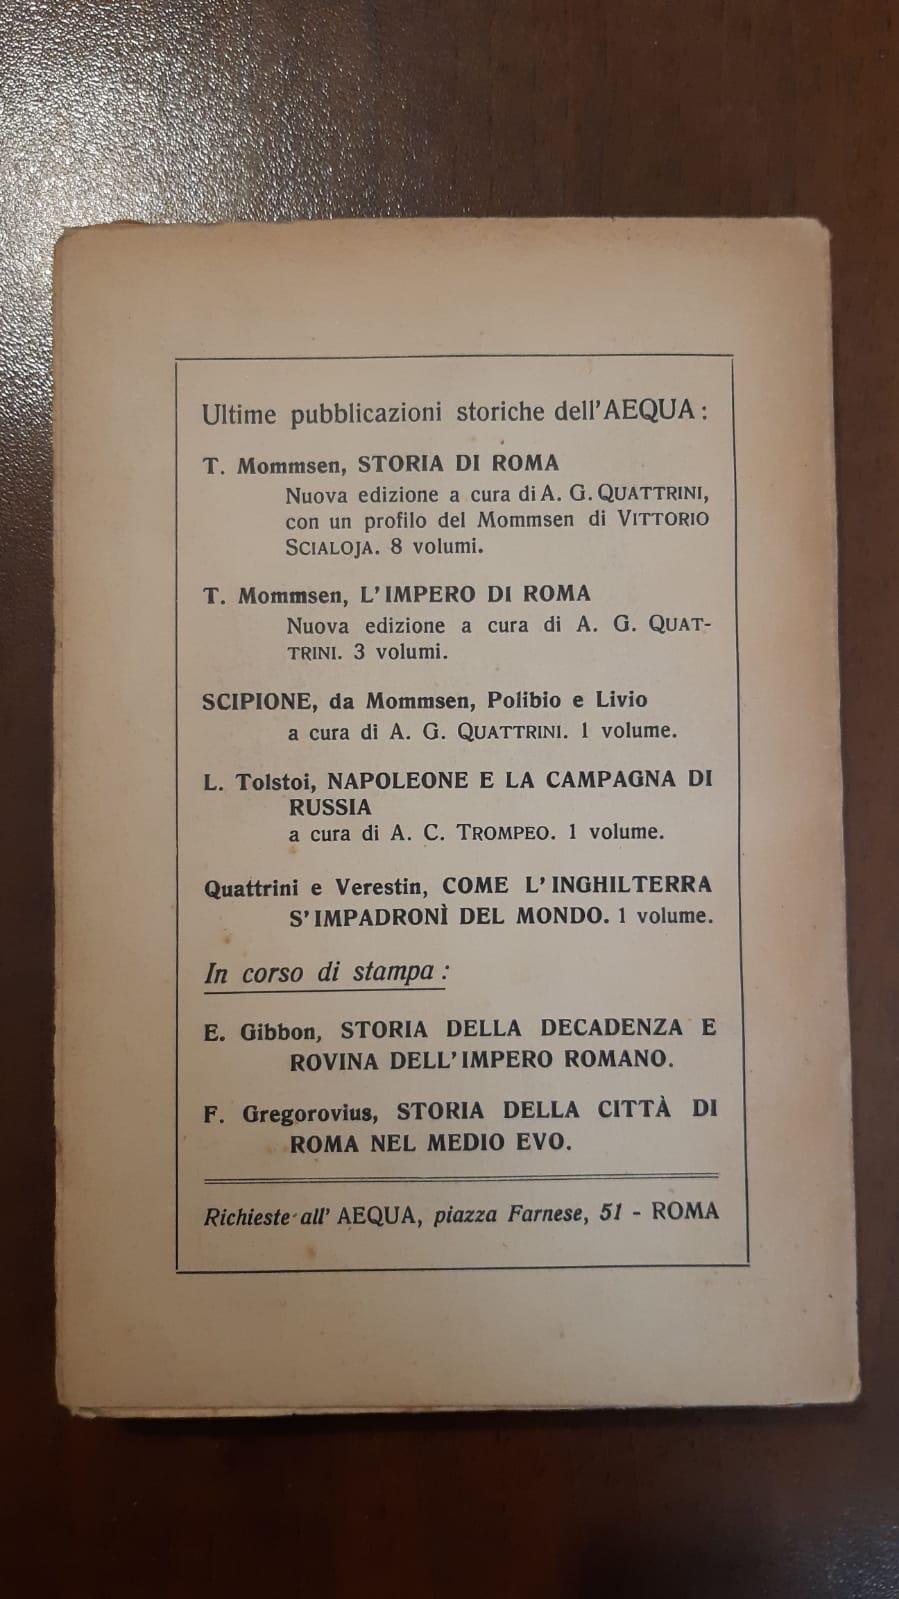 Ultime pubblicazioni storiche dell'AEQUA:
T. Mommsen, STORIA DI ROMA
Nuova edizione a cura di A. G. QUATTRINI,
con un profilo del Mommsen di VITTORIO
SCIALOJA. 8 volumi.
T. Mommsen, L'IMPERO DI ROMA
Nuova edizione a cura di A. G. QUAT-
TRINI. 3 volumi.
SCIPIONE, da Mommsen, Polibio e Livio
a cura di A. G. QUATTRINI. 1 volume.
L. Tolstoi, NAPOLEONE E LA CAMPAGNA DI
RUSSIA
a cura di A. C. TROMPEO. 1 volume.
Quattrini e Verestin, COME L'INGHILTERRA
S'IMPADRONÌ DEL MONDO. 1 volume.
In corso di stampa:
E. Gibbon, STORIA DELLA DECADENZA E
ROVINA DELL'IMPERO ROMANO.
F. Gregorovius, STORIA DELLA CITTÀ DI
ROMA NEL MEDIO EVO.
Richieste all' AEQUA, piazza Farnese, 51 - ROMA